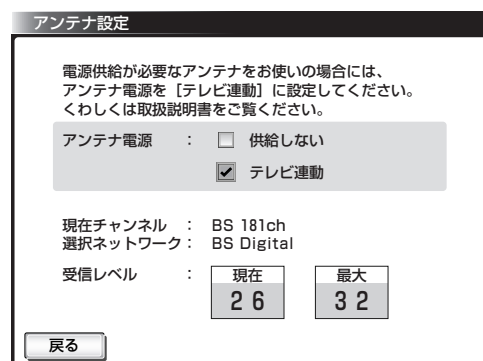 アンテナ設定
電源供給が必要なアンテナをお使いの場合には、
アンテナ電源を［テレビ連動］に設定してください。
くわしくは取扱説明書をご覧ください。
アンテナ電源 ： 供給しない
テレビ連動
現在チャンネル ： BS 181ch
選択ネットワーク： BS Digital
受信レベル ： 現在 最大
26 32
戻る